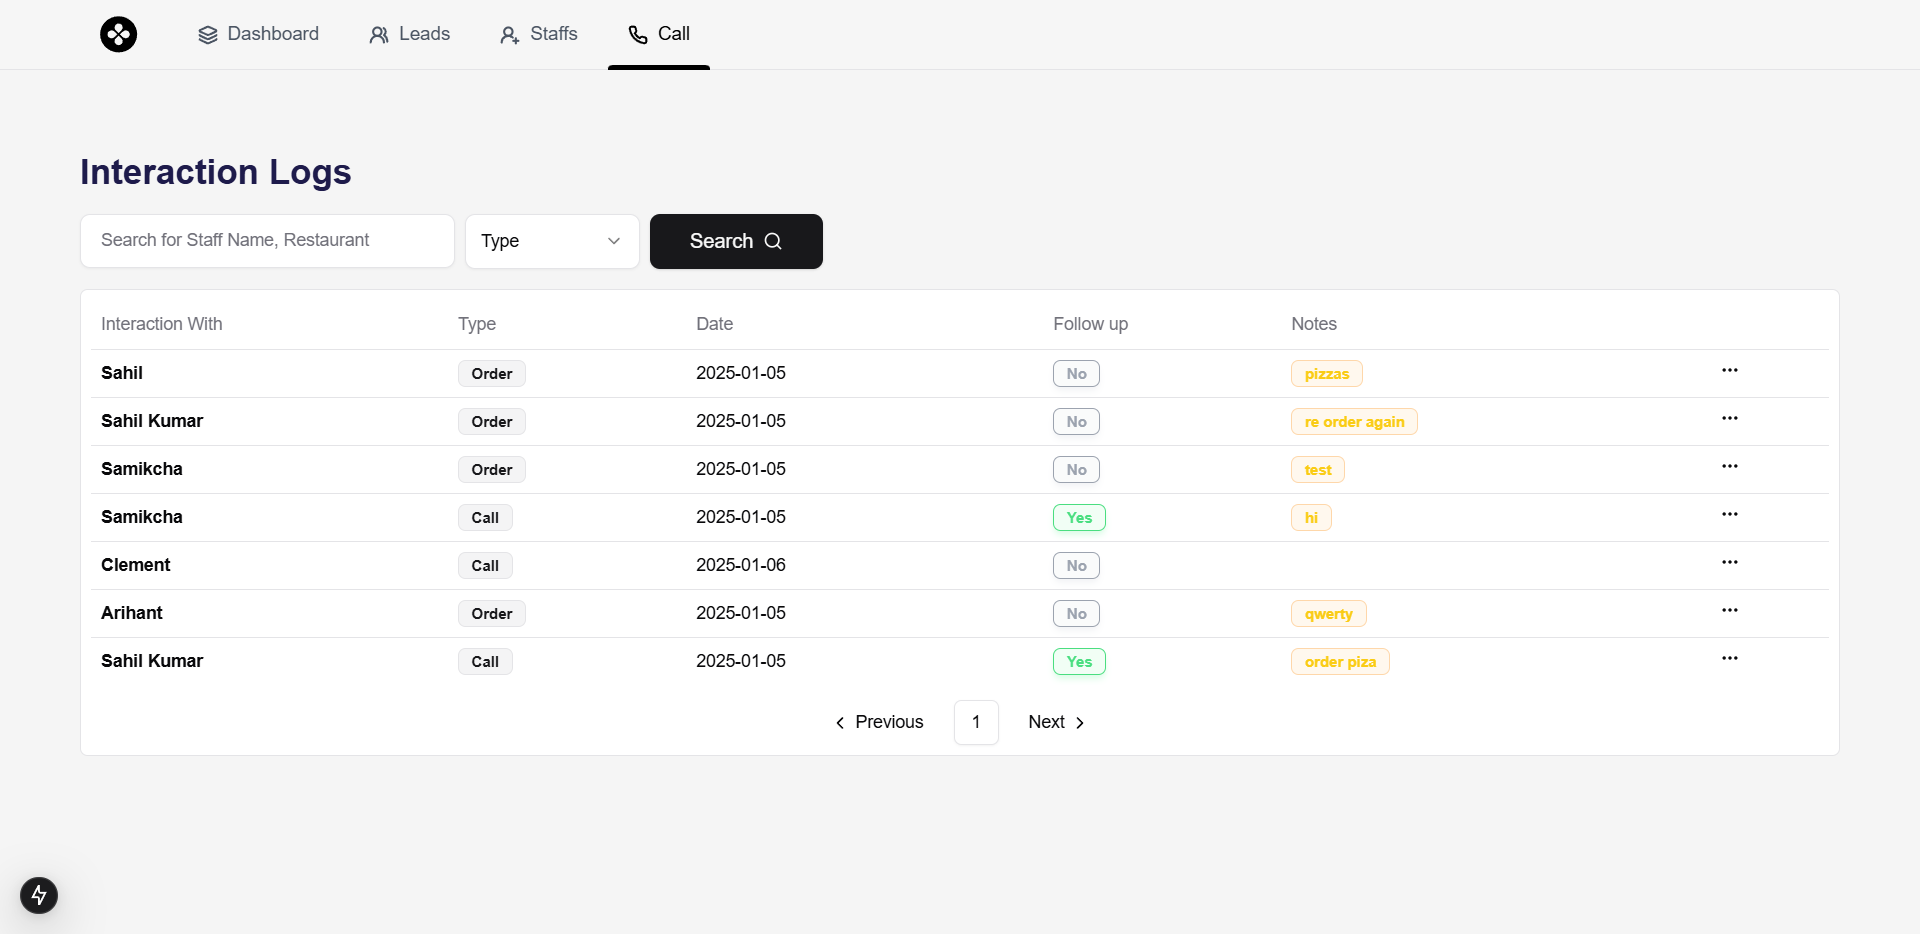 Dashboard Leads Staffs Call
Interaction Logs
Search for Staff Name, Restaurant Type Search
Interaction With Type Date Follow up Notes
Sahil Order 2025-01-05 No pizzas
Sahil Kumar Order 2025-01-05 No re order again
Samikcha Order 2025-01-05 No test
Samikcha Call 2025-01-05 Yes hi
Clement Call 2025-01-06 No
Arihant Order 2025-01-05 No qwerty
Sahil Kumar Call 2025-01-05 Yes order piza
Previous 1 Next